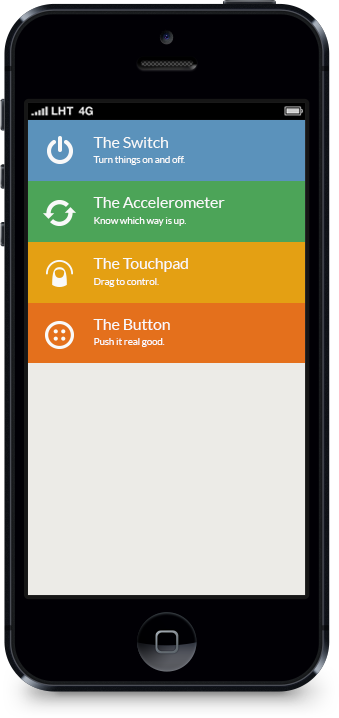 LHT 4G
The Switch
Turn things on and off.
The Accelerometer
Know which way is up.
The Touchpad
Drag to control.
The Button
Push it real good.